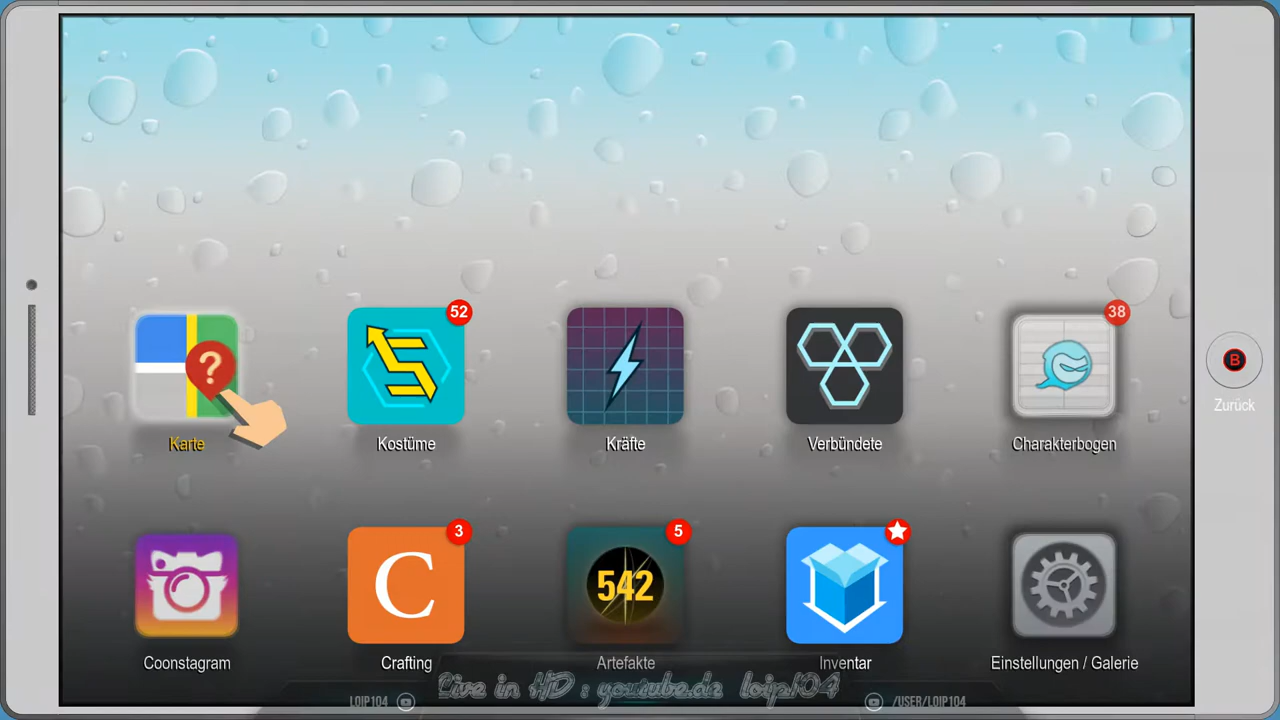 52
38
?
B
Zurück
Karte
Kostüme
Kräfte
Verbündete
Charakterbogen
3
5
C
542
Coonstagram
Crafting
Artefakte
Inventar
Einstellungen / Galerie
Live in HD : youtube.de loip104
LOIP104
/USER/LOIP104